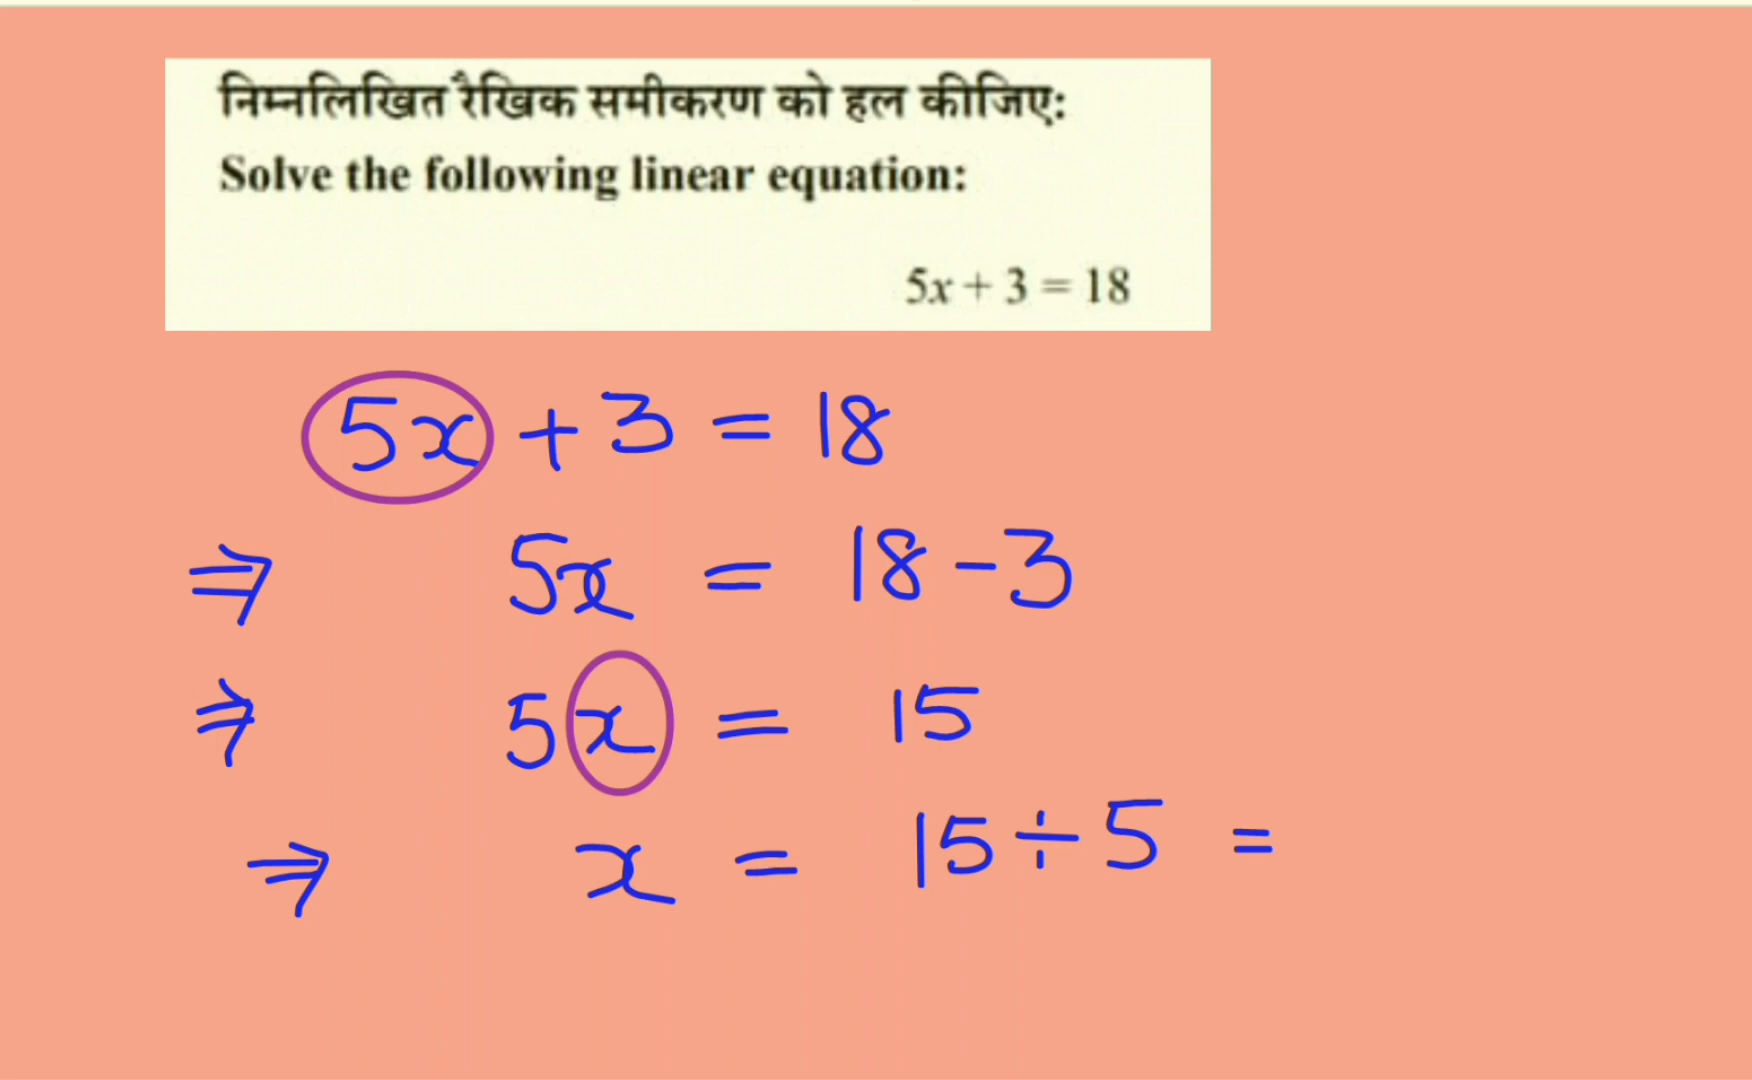 निम्नलिखित रैखिक समीकरण को हल कीजिए:
Solve the following linear equation:
5x + 3 = 18
5x + 3 = 18
⇒ 5x = 18 - 3
⇒ 5x = 15
⇒ x = 15 ÷ 5 =